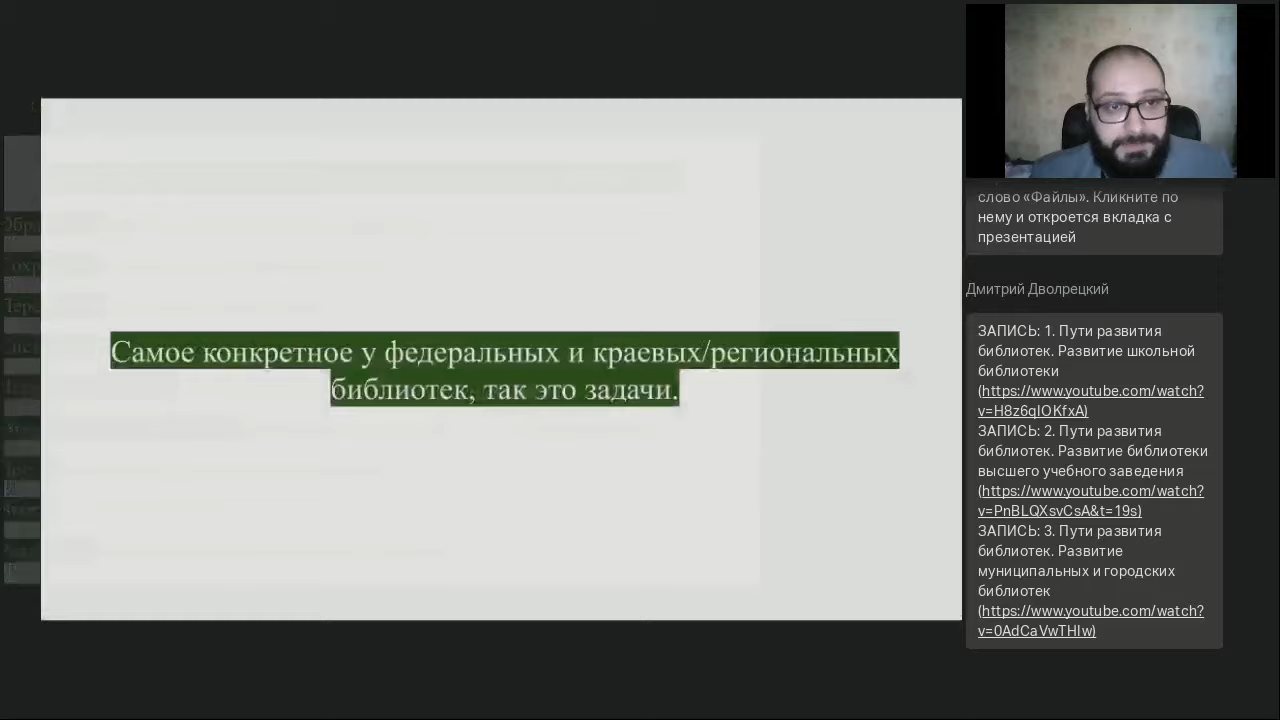 Самое конкретное у федеральных и краевых/региональных
библиотек, так это задачи.
слово «Файлы». Кликните по
нему и откроется вкладка с
презентацией
Дмитрий Дволрецкий
ЗАПИСЬ: 1. Пути развития
библиотек. Развитие школьной
библиотеки
(https://www.youtube.com/watch?
v=H8z6qIOKfxA)
ЗАПИСЬ: 2. Пути развития
библиотек. Развитие библиотеки
высшего учебного заведения
(https://www.youtube.com/watch?
v=PnBLQXsvCsA&t=19s)
ЗАПИСЬ: 3. Пути развития
библиотек. Развитие
муниципальных и городских
библиотек
(https://www.youtube.com/watch?
v=0AdCaVwTHIw)